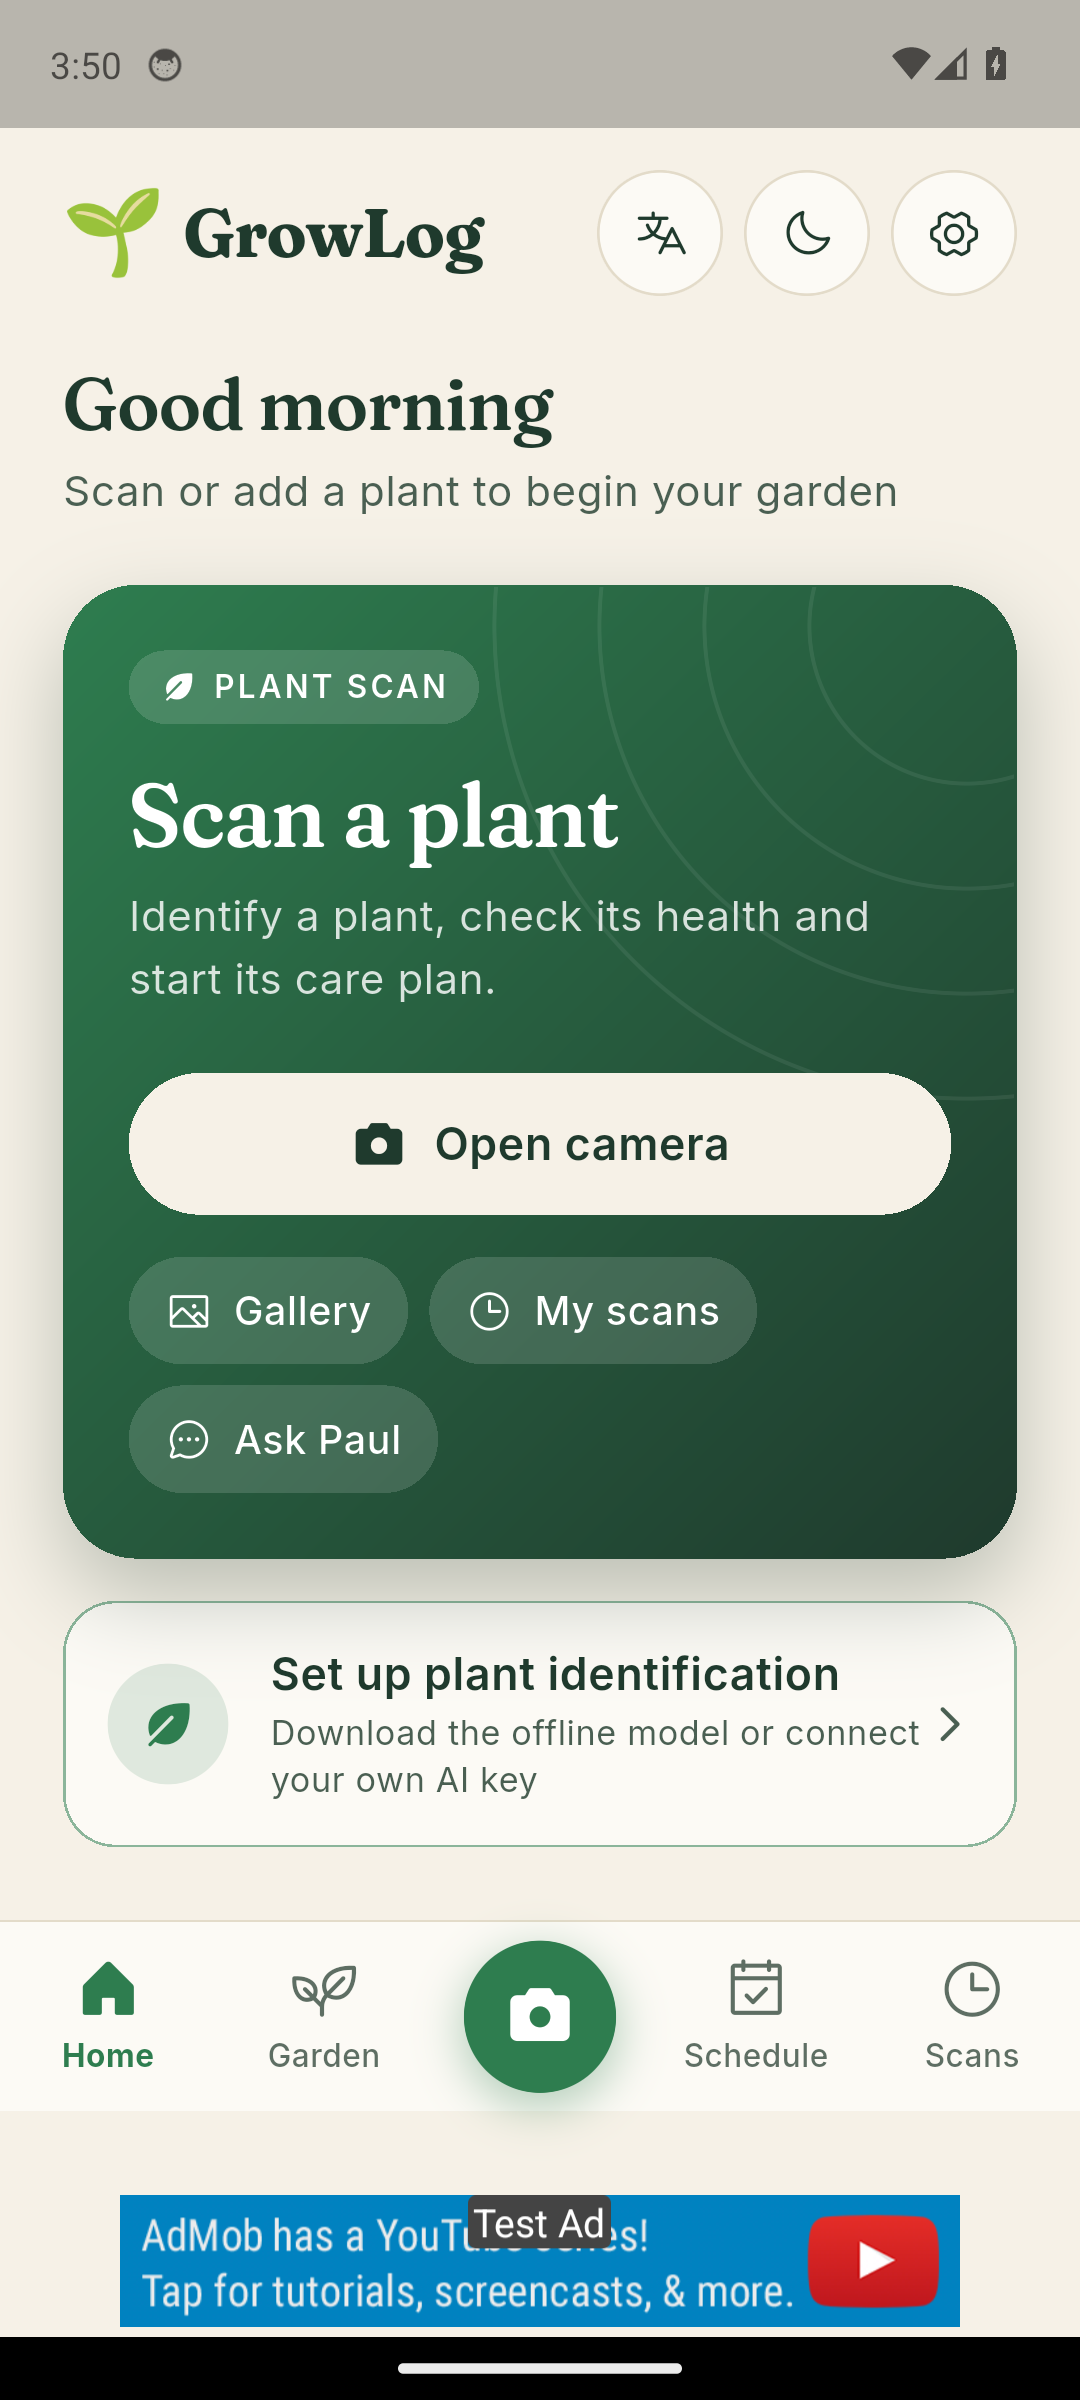 3:50
GrowLog
Good morning
Scan or add a plant to begin your garden
PLANT SCAN
Scan a plant
Identify a plant, check its health and
start its care plan.
Open camera
Gallery
My scans
Ask Paul
Set up plant identification
Download the offline model or connect
your own AI key
Home
Garden
Schedule
Scans
Test Ad
AdMob has a
Tap for tutorials, screencasts, & more.